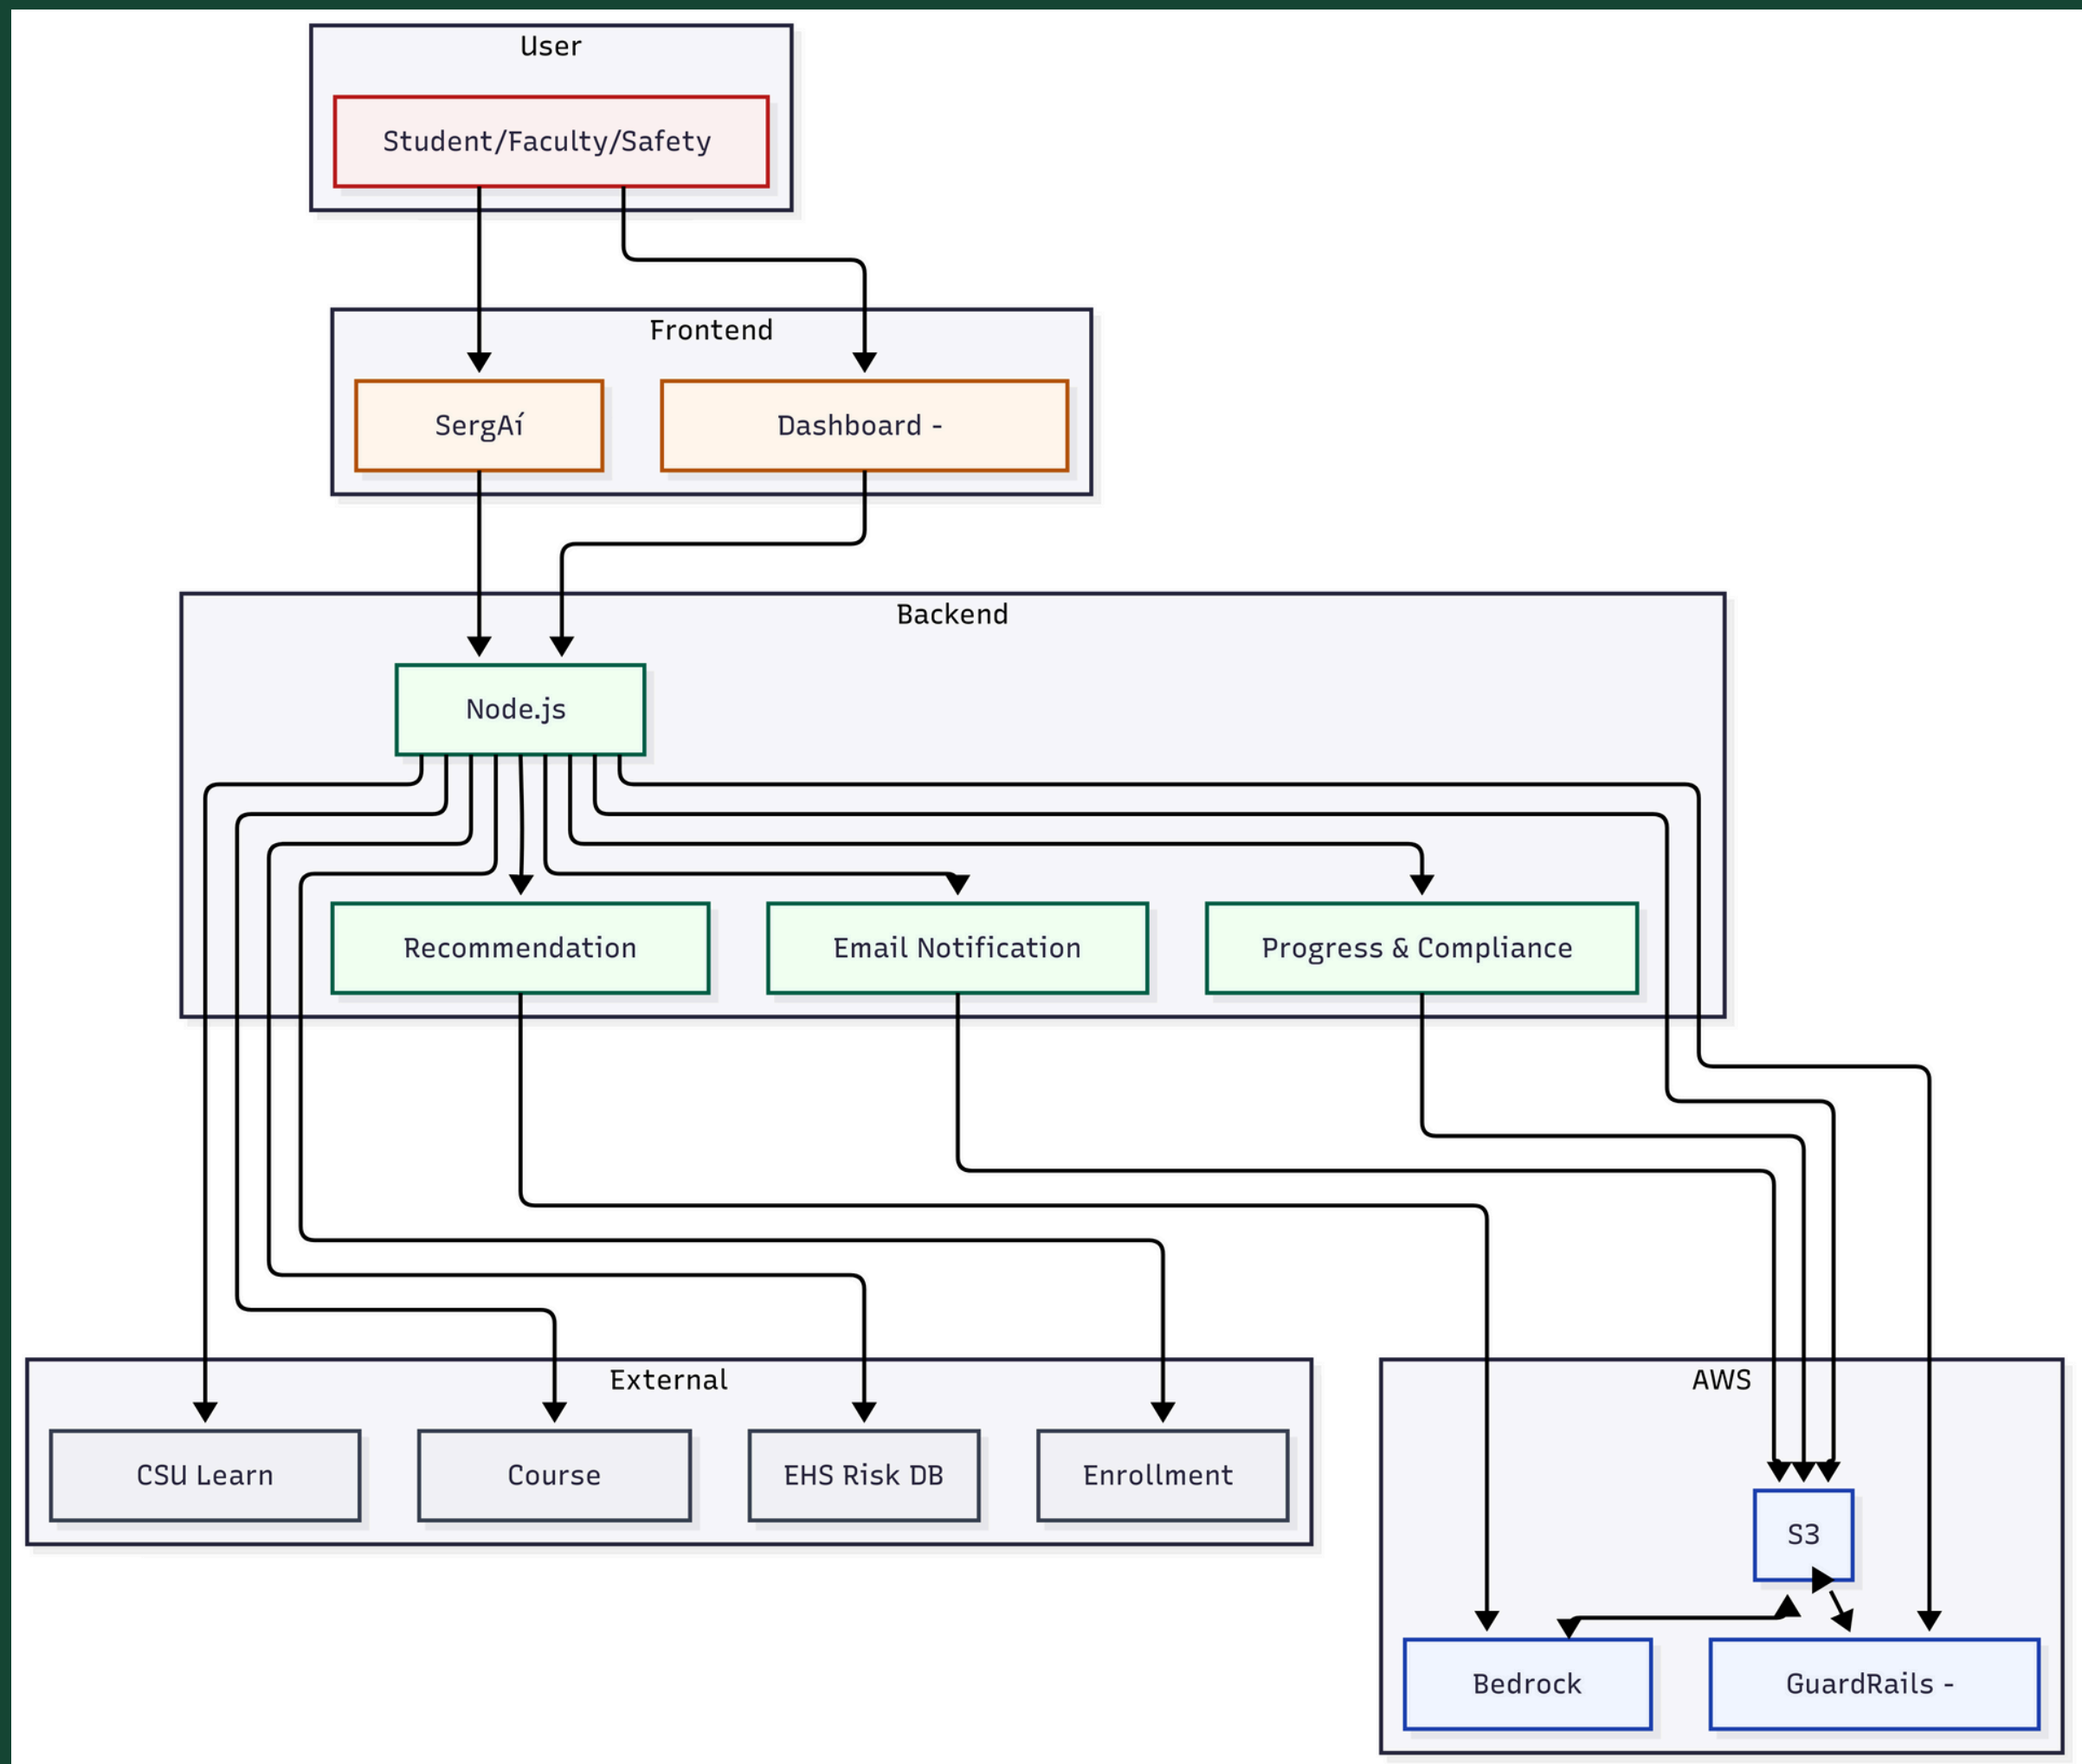 User
Student/Faculty/Safety
Frontend
SergAí
Dashboard -
Backend
Node.js
Recommendation
Email Notification
Progress & Compliance
External
CSU Learn
Course
EHS Risk DB
Enrollment
AWS
S3
Bedrock
GuardRails -